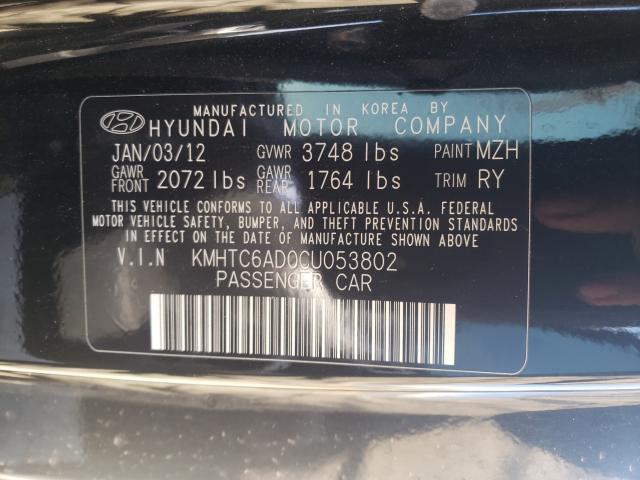 MANUFACTURED IN KOREA BY
HYUNDAI MOTOR COMPANY
JAN/03/12 GVWR 3748 lbs PAINT MZH
GAWR FRONT 2072 lbs GAWR REAR 1764 lbs TRIM RY
THIS VEHICLE CONFORMS TO ALL APPLICABLE U.S.A. FEDERAL
MOTOR VEHICLE SAFETY, BUMPER, AND THEFT PREVENTION STANDARDS
IN EFFECT ON THE DATE OF MANUFACTURE SHOWN ABOVE.
V.I.N KMHTC6AD0CU053802
PASSENGER CAR